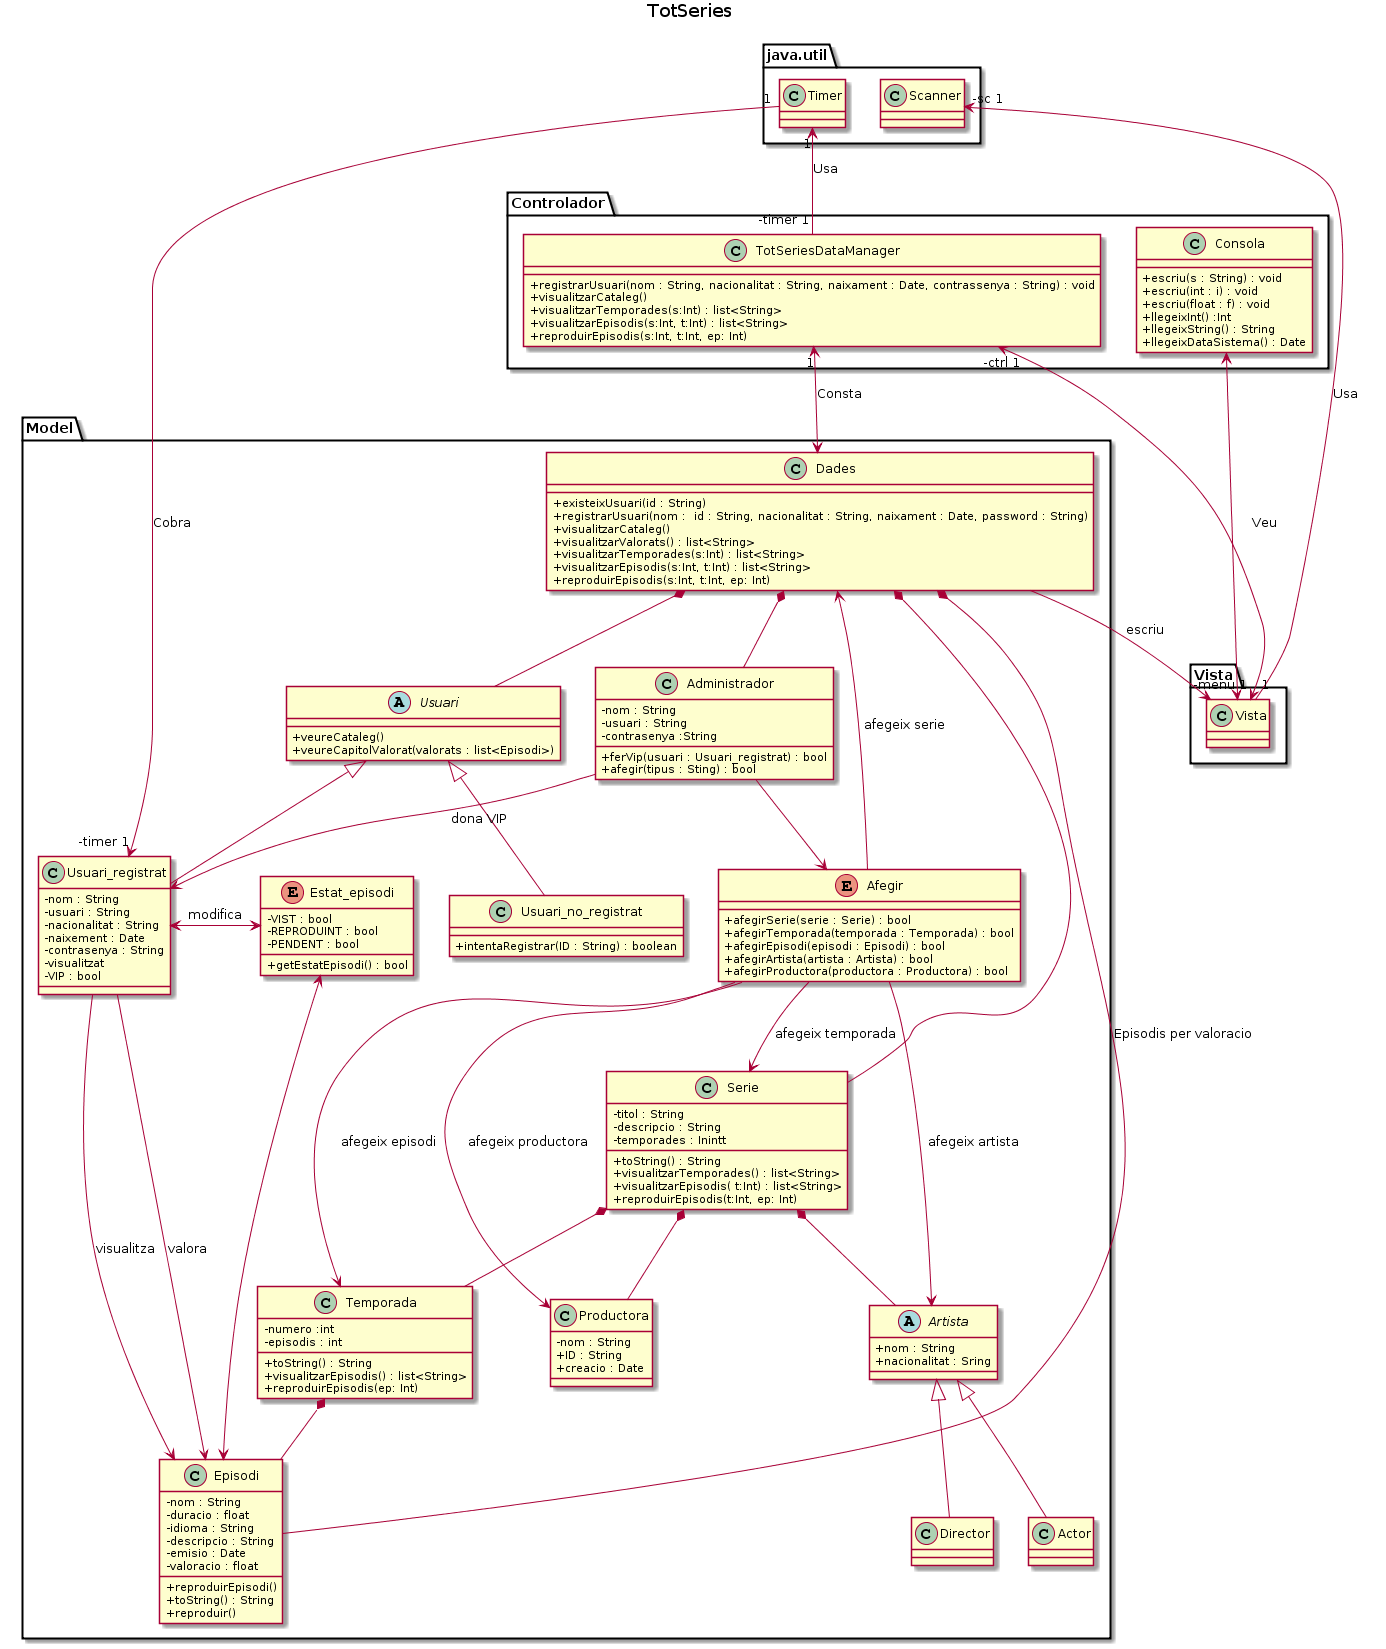 TotSeries
java.util
C Timer
C Scanner
1
-sc 1
1
Usa
Controlador
-timer 1
C TotSeriesDataManager
+registrarUsuari(nom : String, nacionalitat : String, naixament : Date, contrassenya : String) : void
+visualitzarCataleg()
+visualitzarTemporades(s:Int) : list<String>
+visualitzarEpisodis(s:Int, t:Int) : list<String>
+reproduirEpisodis(s:Int, t:Int, ep: Int)
C Consola
+escriu(s : String) : void
+escriu(int : i) : void
+escriu(float : f) : void
+llegeixInt() :Int
+llegeixString() : String
+llegeixDataSistema() : Date
1
-ctrl 1
Consta
Usa
Model
C Dades
+existeixUsuari(id : String)
+registrarUsuari(nom :  id : String, nacionalitat : String, naixament : Date, password : String)
+visualitzarCataleg()
+visualitzarValorats() : list<String>
+visualitzarTemporades(s:Int) : list<String>
+visualitzarEpisodis(s:Int, t:Int) : list<String>
+reproduirEpisodis(s:Int, t:Int, ep: Int)
Cobra
Veu
escriu
Vista
-menu 1
1
C Vista
A Usuari
+veureCataleg()
+veureCapitolValorat(valorats : list<Episodi>)
C Administrador
-nom : String
-usuari : String
-contrasenya :String
+ferVip(usuari : Usuari_registrat) : bool
+afegir(tipus : Sting) : bool
afegeix serie
dona VIP
-timer 1
C Usuari_registrat
-nom : String
-usuari : String
-nacionalitat : String
-naixement : Date
-contrasenya : String
-visualitzat
-VIP : bool
modifica
E Estat_episodi
-VIST : bool
-REPRODUINT : bool
-PENDENT : bool
+getEstatEpisodi() : bool
C Usuari_no_registrat
+intentaRegistrar(ID : String) : boolean
E Afegir
+afegirSerie(serie : Serie) : bool
+afegirTemporada(temporada : Temporada) : bool
+afegirEpisodi(episodi : Episodi) : bool
+afegirArtista(artista : Artista) : bool
+afegirProductora(productora : Productora) : bool
afegeix temporada
Episodis per valoracio
C Serie
-titol : String
-descripcio : String
-temporades : Inintt
+toString() : String
+visualitzarTemporades() : list<String>
+visualitzarEpisodis( t:Int) : list<String>
+reproduirEpisodis(t:Int, ep: Int)
afegeix episodi
afegeix productora
afegeix artista
visualitza
valora
C Temporada
-numero :int
-episodis : int
+toString() : String
+visualitzarEpisodis() : list<String>
+reproduirEpisodis(ep: Int)
C Productora
-nom : String
+ID : String
+creacio : Date
A Artista
+nom : String
+nacionalitat : Sring
C Episodi
-nom : String
-duracio : float
-idioma : String
-descripcio : String
-emisio : Date
-valoracio : float
+reproduirEpisodi()
+toString() : String
+reproduir()
C Director
C Actor